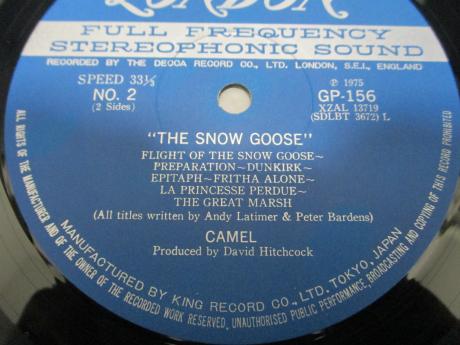 LONDON
FULL FREQUENCY
STEREOPHONIC SOUND
RECORDED BY THE DECCA RECORD CO., LTD. LONDON, S.E.I., ENGLAND
SPEED 33⅓
NO. 2
(2 Sides)
℗ 1975
GP-156
XZAL 13719
(SDLBT 3672) L
"THE SNOW GOOSE"
FLIGHT OF THE SNOW GOOSE~
PREPARATION~DUNKIRK~
EPITAPH~FRITHA ALONE~
LA PRINCESSE PERDUE~
THE GREAT MARSH
(All titles written by Andy Latimer & Peter Bardens)
CAMEL
Produced by David Hitchcock
MANUFACTURED BY KING RECORD CO., LTD. TOKYO, JAPAN
ALL RIGHTS OF THE MANUFACTURER AND OF THE OWNER OF THE RECORDED WORK RESERVED. UNAUTHORISED PUBLIC PERFORMANCE, BROADCASTING AND COPYING OF THIS RECORD PROHIBITED